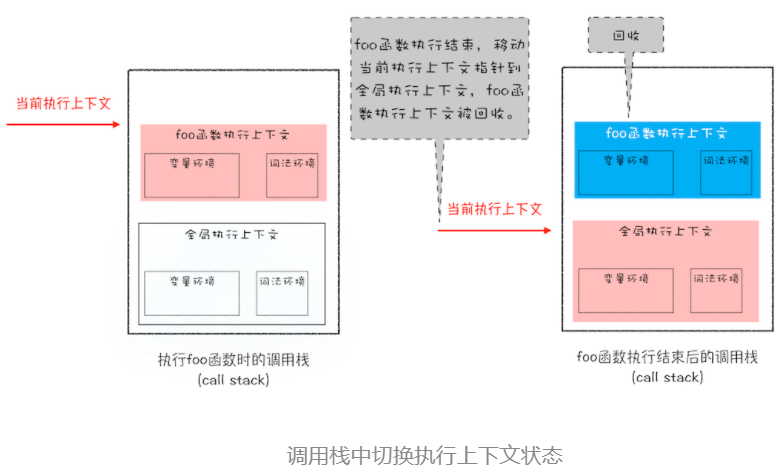 当前执行上下文
foo函数执行上下文
变量环境
词法环境
全局执行上下文
变量环境
词法环境
执行foo函数时的调用栈
(call stack)
foo函数执行结束，移动
当前执行上下文指针到
全局执行上下文，foo函
数执行上下文被回收。
当前执行上下文
回收
foo函数执行上下文
变量环境
词法环境
全局执行上下文
变量环境
词法环境
foo函数执行结束后的调用栈
(call stack)
调用栈中切换执行上下文状态